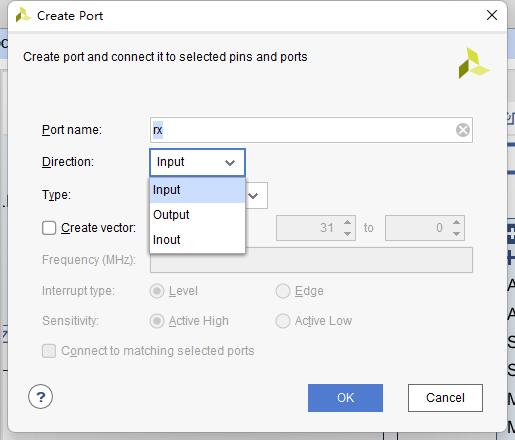 Create Port
Create port and connect it to selected pins and ports
Port name: rx
Direction: Input
Input
Type:
Output
Create vector: 31 to 0
Inout
Frequency (MHz):
Interrupt type: Level Edge
Sensitivity: Active High Active Low
Connect to matching selected ports
? OK Cancel